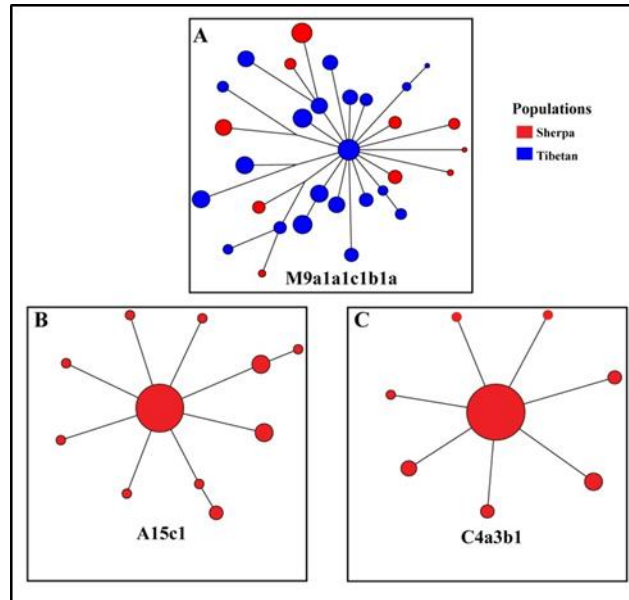 A
Populations
Sherpa
Tibetan
M9a1a1c1b1a
B
A15c1
C
C4a3b1